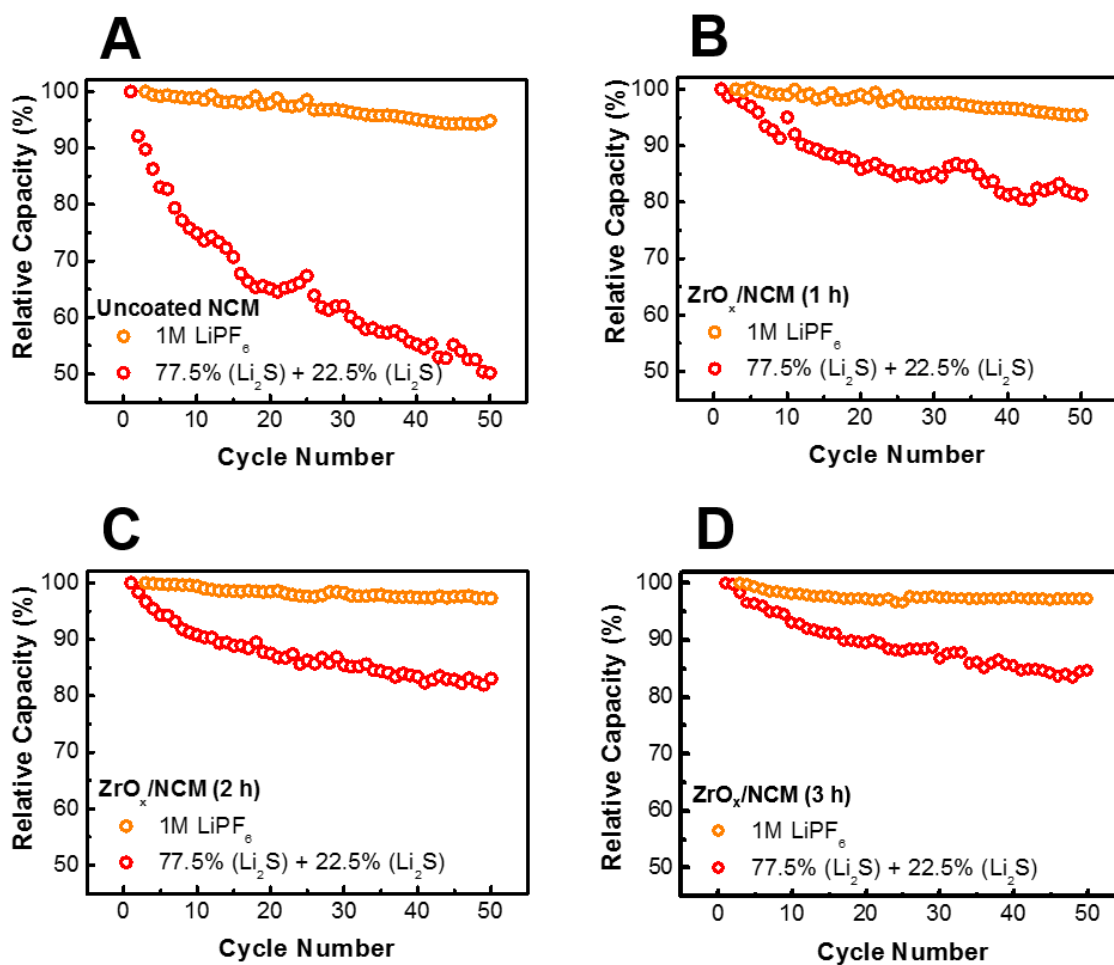 A
Relative Capacity (%)
100
90
80
70
60
50
Uncoated NCM
1M LiPF₆
77.5% (Li₂S) + 22.5% (Li₂S)
0 10 20 30 40 50
Cycle Number
B
Relative Capacity (%)
100
90
80
70
60
50
ZrOₓ/NCM (1 h)
1M LiPF₆
77.5% (Li₂S) + 22.5% (Li₂S)
0 10 20 30 40 50
Cycle Number
C
Relative Capacity (%)
100
90
80
70
60
50
ZrOₓ/NCM (2 h)
1M LiPF₆
77.5% (Li₂S) + 22.5% (Li₂S)
0 10 20 30 40 50
Cycle Number
D
Relative Capacity (%)
100
90
80
70
60
50
ZrOₓ/NCM (3 h)
1M LiPF₆
77.5% (Li₂S) + 22.5% (Li₂S)
0 10 20 30 40 50
Cycle Number